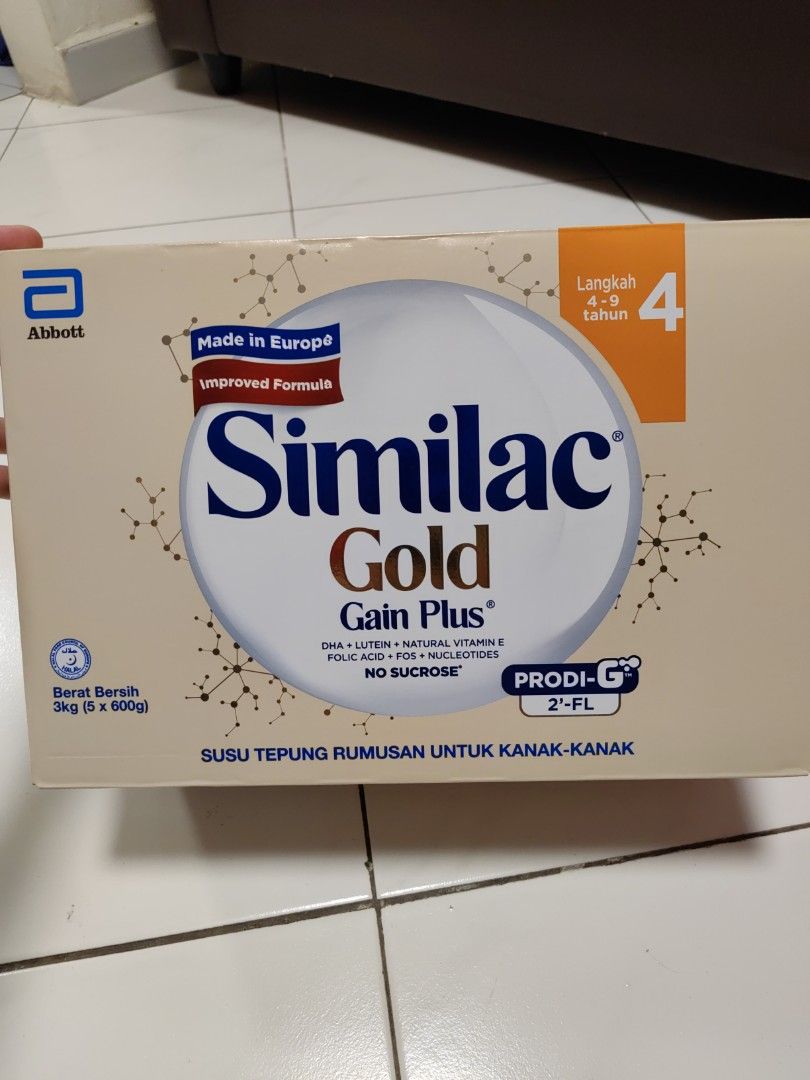 Abbott
Langkah
4-9
tahun
4
Made in Europe
Improved Formula
Similac®
Gold
Gain Plus®
DHA + LUTEIN + NATURAL VITAMIN E
FOLIC ACID + FOS + NUCLEOTIDES
NO SUCROSE*
PRODI-G™
2'-FL
حلال
HALAL
Berat Bersih
3kg (5 x 600g)
SUSU TEPUNG RUMUSAN UNTUK KANAK-KANAK